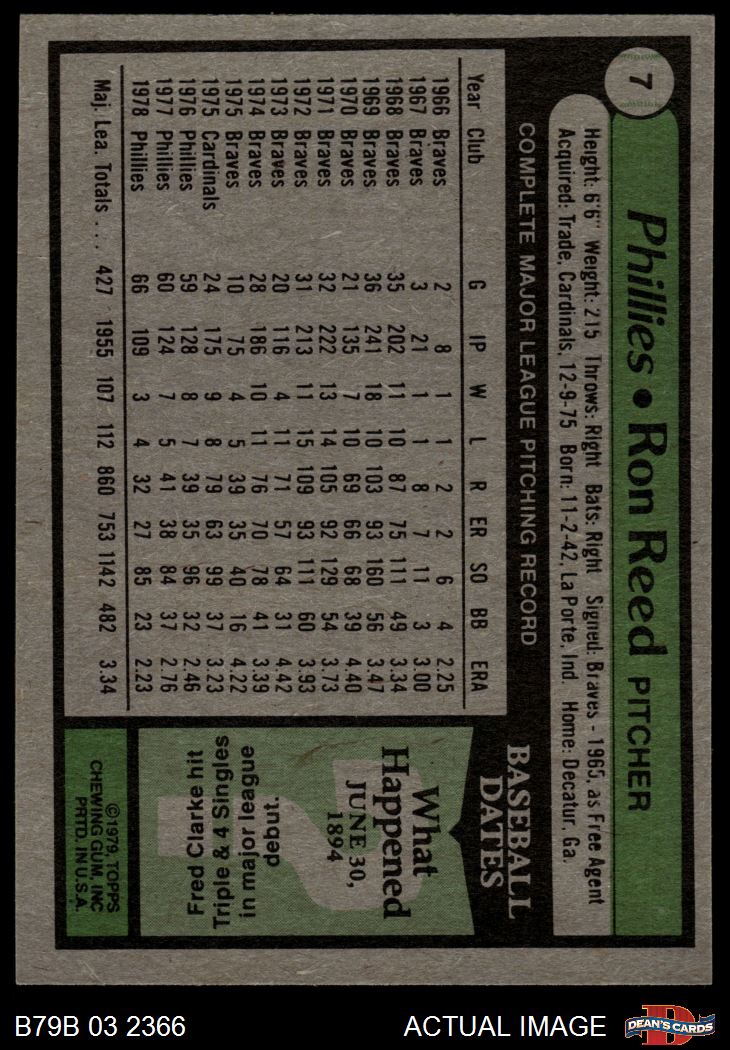 7
Phillies • Ron Reed PITCHER
Height: 6'6" Weight: 215 Throws: Right Bats: Right Signed: Braves - 1965, as Free Agent
Acquired: Trade, Cardinals, 12-9-75 Born: 11-2-42, La Porte, Ind. Home: Decatur, Ga.
COMPLETE MAJOR LEAGUE PITCHING RECORD
Year Club G IP W L R ER SO BB ERA
1966 Braves 2 8 1 1 2 2 6 4 2.25
1967 Braves 3 21 1 1 8 7 11 3 3.00
1968 Braves 35 202 11 10 87 75 111 49 3.34
1969 Braves 36 241 18 10 103 93 160 56 3.47
1970 Braves 21 135 7 10 69 66 68 39 4.40
1971 Braves 32 222 13 14 105 92 129 54 3.73
1972 Braves 31 213 11 15 109 93 111 60 3.93
1973 Braves 20 116 4 11 71 57 64 31 4.42
1974 Braves 28 186 10 11 76 70 78 41 3.39
1975 Braves 10 75 4 5 39 35 40 16 4.22
1975 Cardinals 24 175 9 8 79 63 99 37 3.23
1976 Phillies 59 128 8 7 39 35 96 32 2.46
1977 Phillies 60 124 7 5 41 38 84 37 2.76
1978 Phillies 66 109 3 4 32 27 85 23 2.23
Maj. Lea. Totals . . . 427 1955 107 112 860 753 1142 482 3.34
BASEBALL
DATES
What
Happened
JUNE 30,
1894
Fred Clarke hit
Triple & 4 Singles
in major league
debut.
©1979, TOPPS
CHEWING GUM, INC
PRTD. IN U.S.A.
B79B 03 2366 ACTUAL IMAGE
D
DEAN'S CARDS